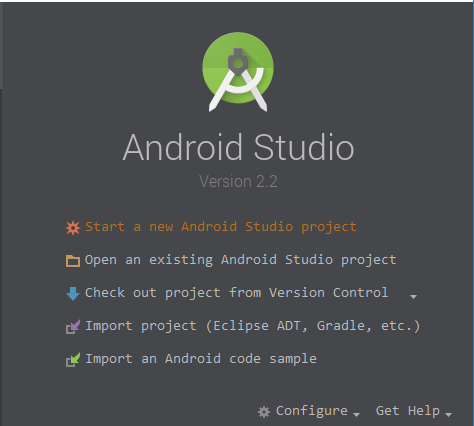 Android Studio
Version 2.2
Start a new Android Studio project
Open an existing Android Studio project
Check out project from Version Control
Import project (Eclipse ADT, Gradle, etc.)
Import an Android code sample
Configure Get Help